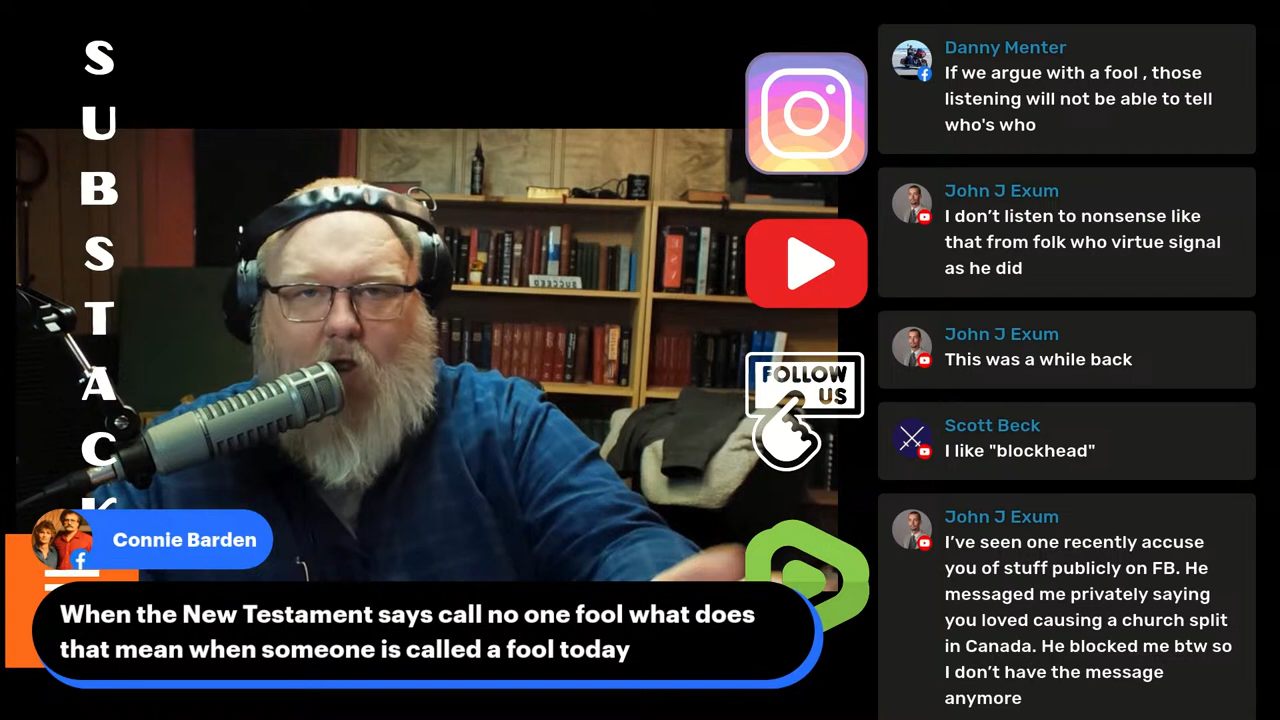 SUBSTACK
FOLLOW
US
Connie Barden
When the New Testament says call no one fool what does
that mean when someone is called a fool today
Danny Menter
If we argue with a fool , those
listening will not be able to tell
who's who
John J Exum
I don’t listen to nonsense like
that from folk who virtue signal
as he did
John J Exum
This was a while back
Scott Beck
I like "blockhead"
John J Exum
I’ve seen one recently accuse
you of stuff publicly on FB. He
messaged me privately saying
you loved causing a church split
in Canada. He blocked me btw so
I don’t have the message
anymore